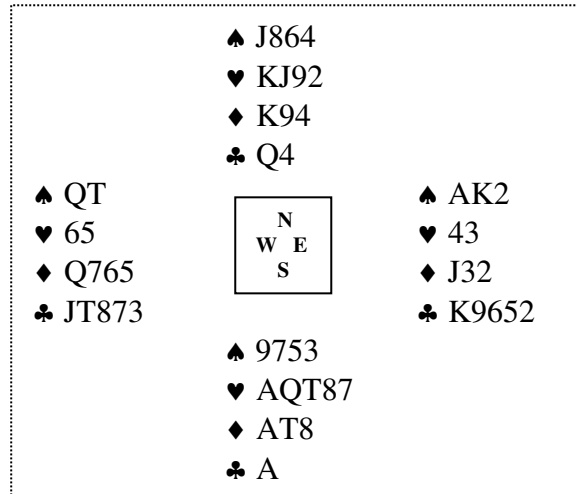 ♠ J864
♥ KJ92
♦ K94
♣ Q4
♠ QT
♥ 65
♦ Q765
♣ JT873
N
W E
S
♠ AK2
♥ 43
♦ J32
♣ K9652
♠ 9753
♥ AQT87
♦ AT8
♣ A